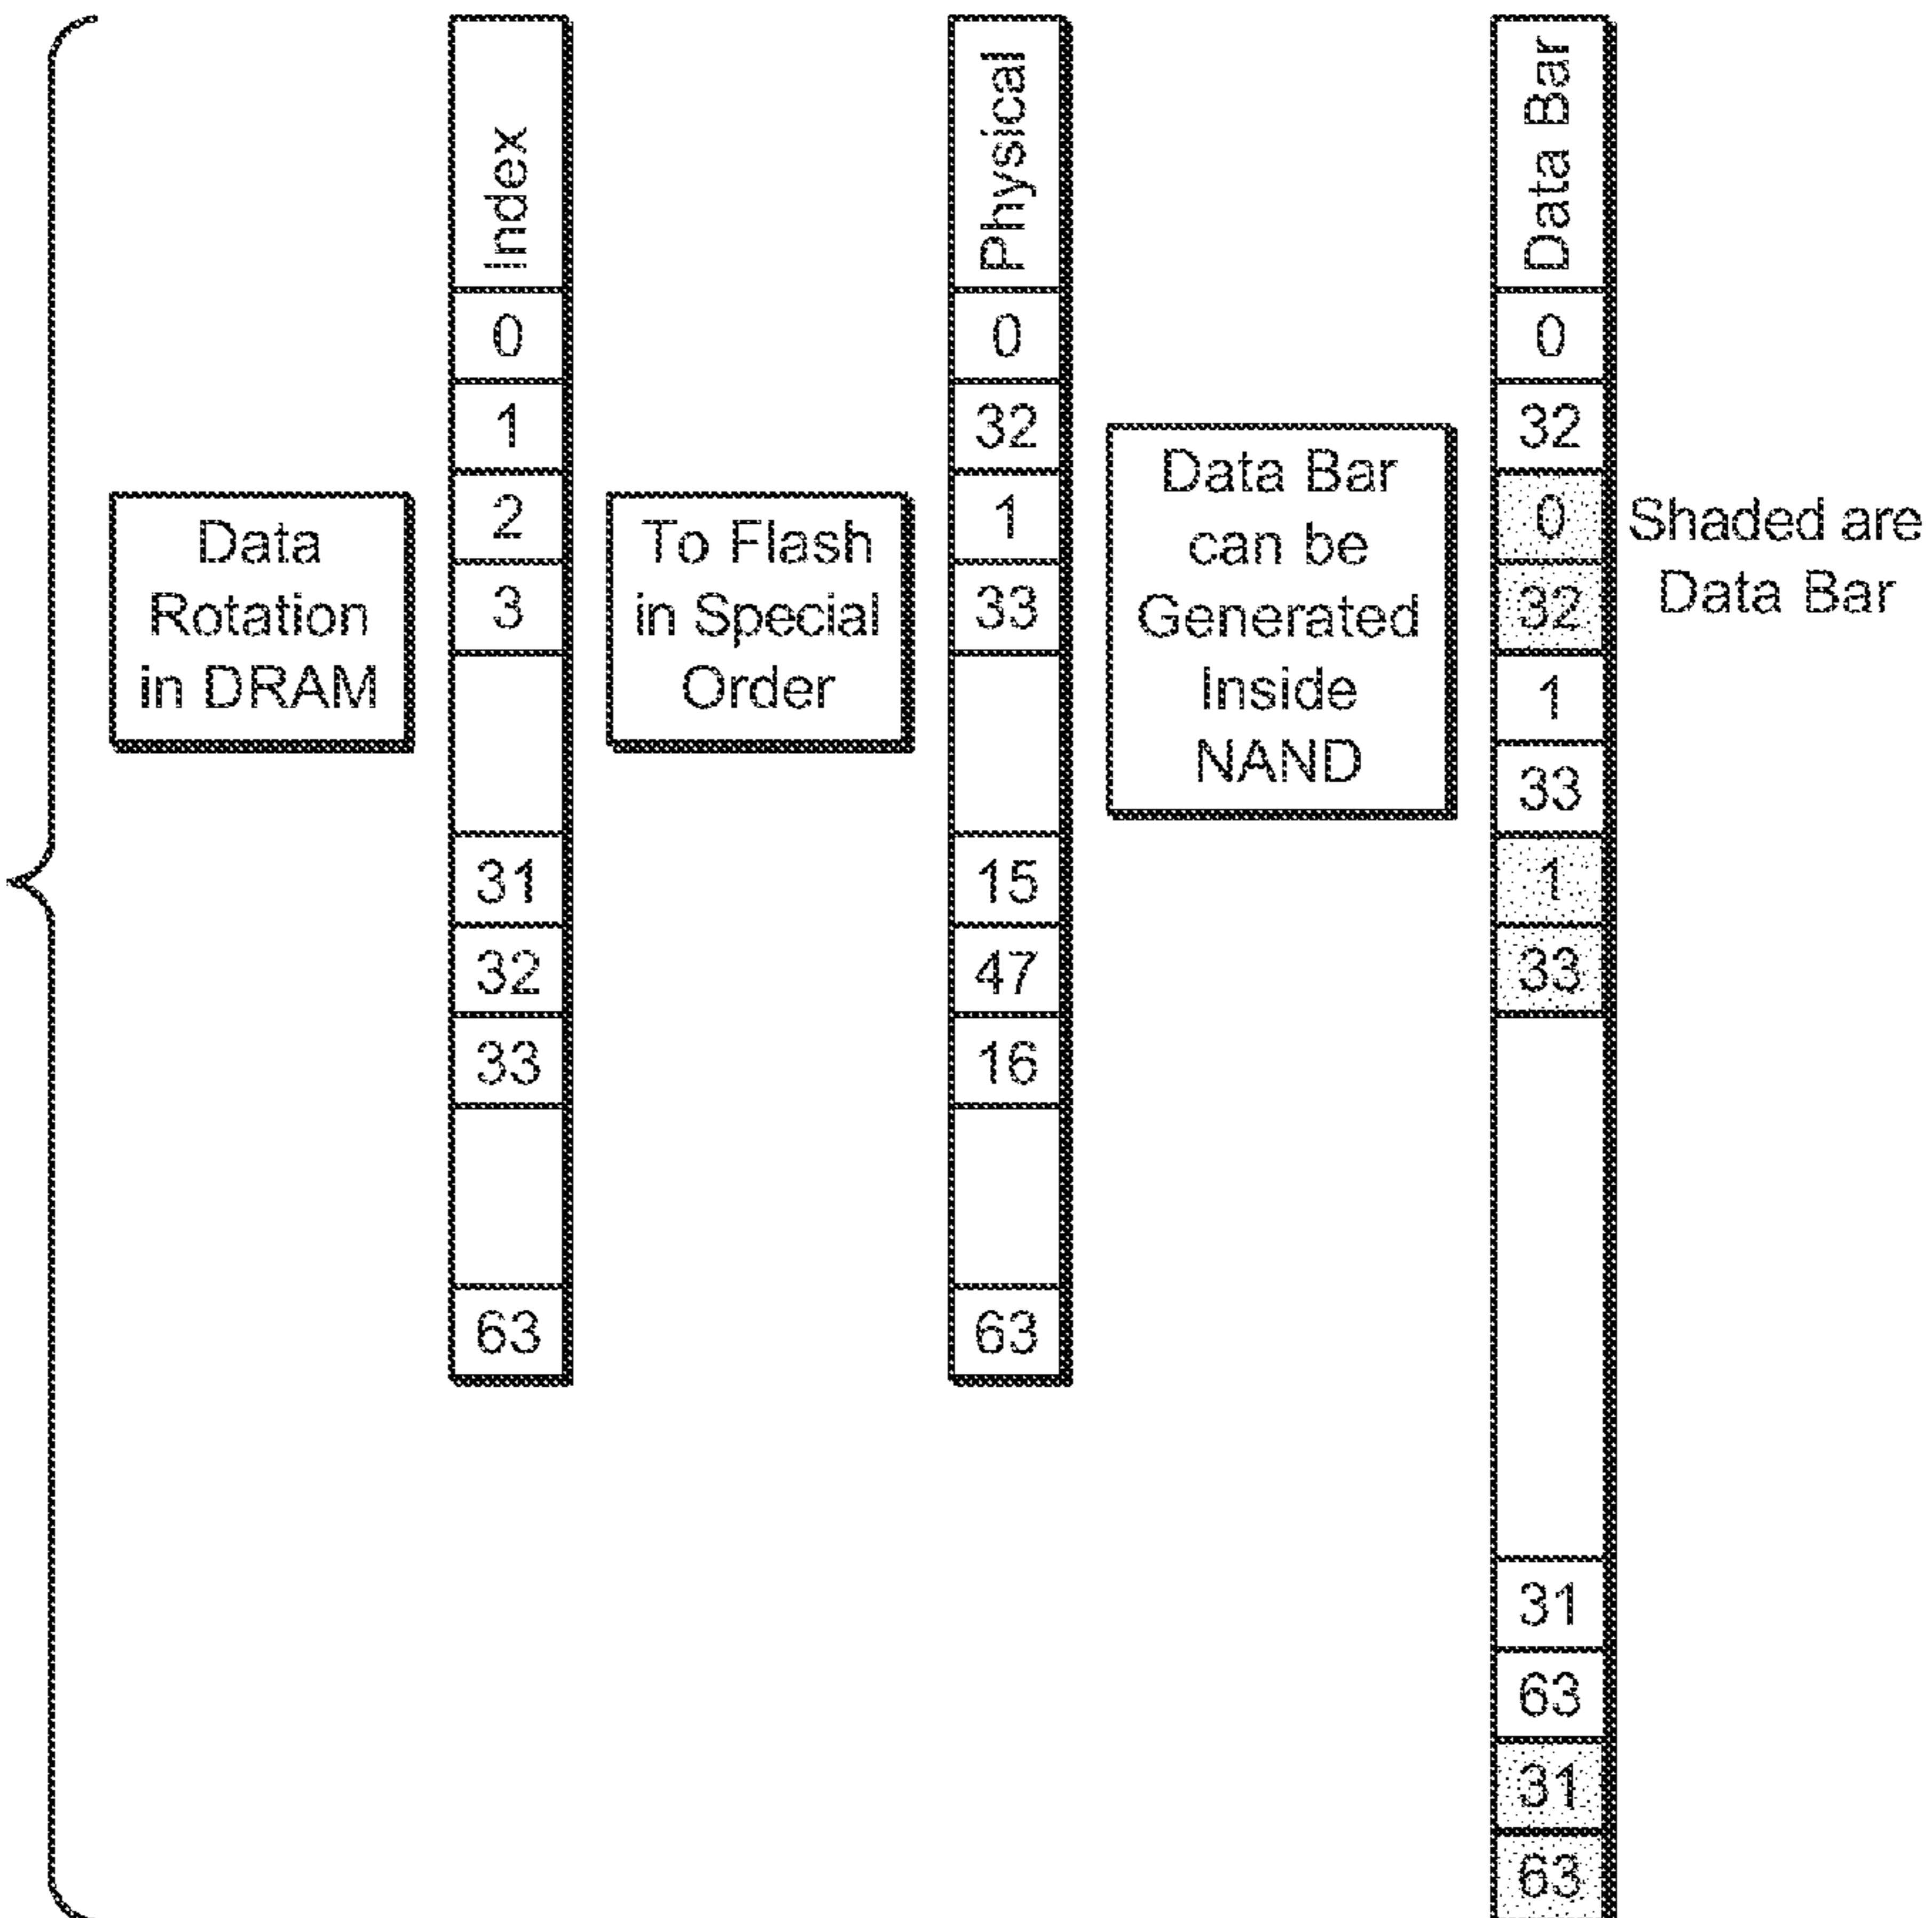 Data
Rotation
in DRAM
Index
0
1
2
3
31
32
33
63
To Flash
in Special
Order
Physical
0
32
1
33
15
47
16
63
Data Bar
can be
Generated
Inside
NAND
Data Bar
0
32
0
32
1
33
1
33
31
63
31
63
Shaded are
Data Bar